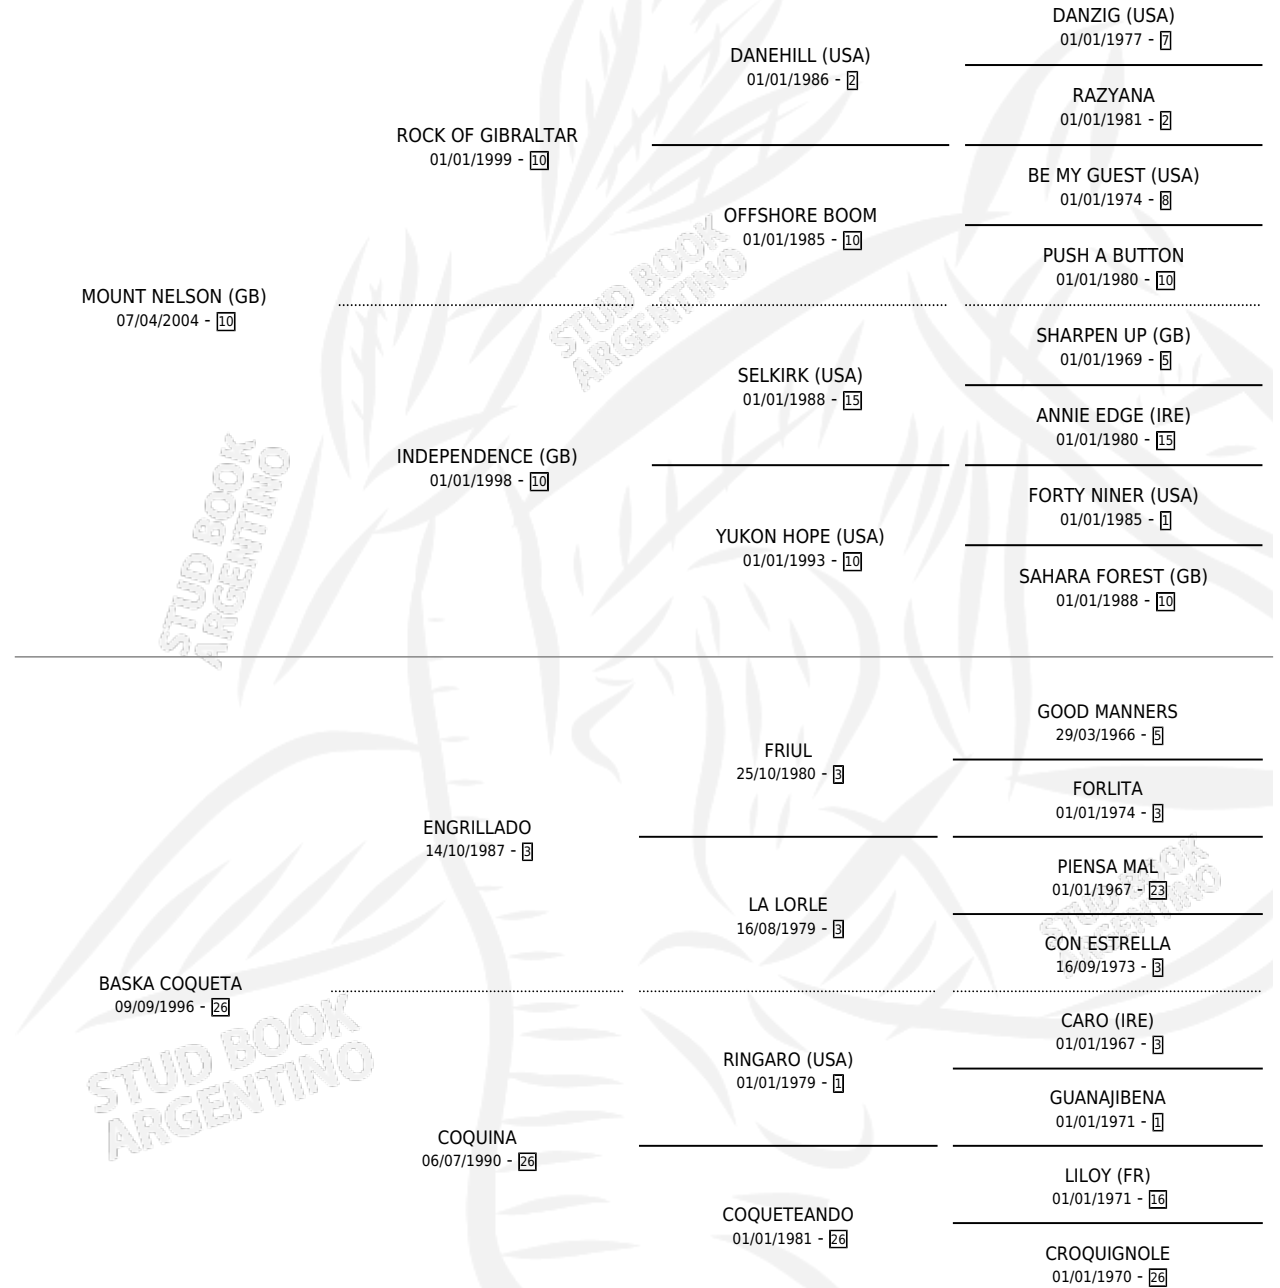 DANZIG (USA)
01/01/1977 - 7
DANEHILL (USA)
01/01/1986 - 2
RAZYANA
01/01/1981 - 2
ROCK OF GIBRALTAR
01/01/1999 - 10
BE MY GUEST (USA)
01/01/1974 - 8
OFFSHORE BOOM
01/01/1985 - 10
PUSH A BUTTON
01/01/1980 - 10
MOUNT NELSON (GB)
07/04/2004 - 10
STUD BOOK
ARGENTINO
SHARPEN UP (GB)
01/01/1969 - 5
SELKIRK (USA)
01/01/1988 - 15
ANNIE EDGE (IRE)
01/01/1980 - 15
INDEPENDENCE (GB)
01/01/1998 - 10
FORTY NINER (USA)
01/01/1985 - 1
YUKON HOPE (USA)
01/01/1993 - 10
SAHARA FOREST (GB)
01/01/1988 - 10
STUD BOOK
ARGENTINO
GOOD MANNERS
29/03/1966 - 5
FRIUL
25/10/1980 - 3
FORLITA
01/01/1974 - 3
ENGRILLADO
14/10/1987 - 3
PIENSA MAL
01/01/1967 - 23
LA LORLE
16/08/1979 - 3
STUD BOOK
ARGENTINO
CON ESTRELLA
16/09/1973 - 3
BASKA COQUETA
09/09/1996 - 26
CARO (IRE)
01/01/1967 - 3
RINGARO (USA)
01/01/1979 - 1
STUD BOOK
ARGENTINO
GUANAJIBENA
01/01/1971 - 1
COQUINA
06/07/1990 - 26
LILOY (FR)
01/01/1971 - 16
COQUETEANDO
01/01/1981 - 26
CROQUIGNOLE
01/01/1970 - 26